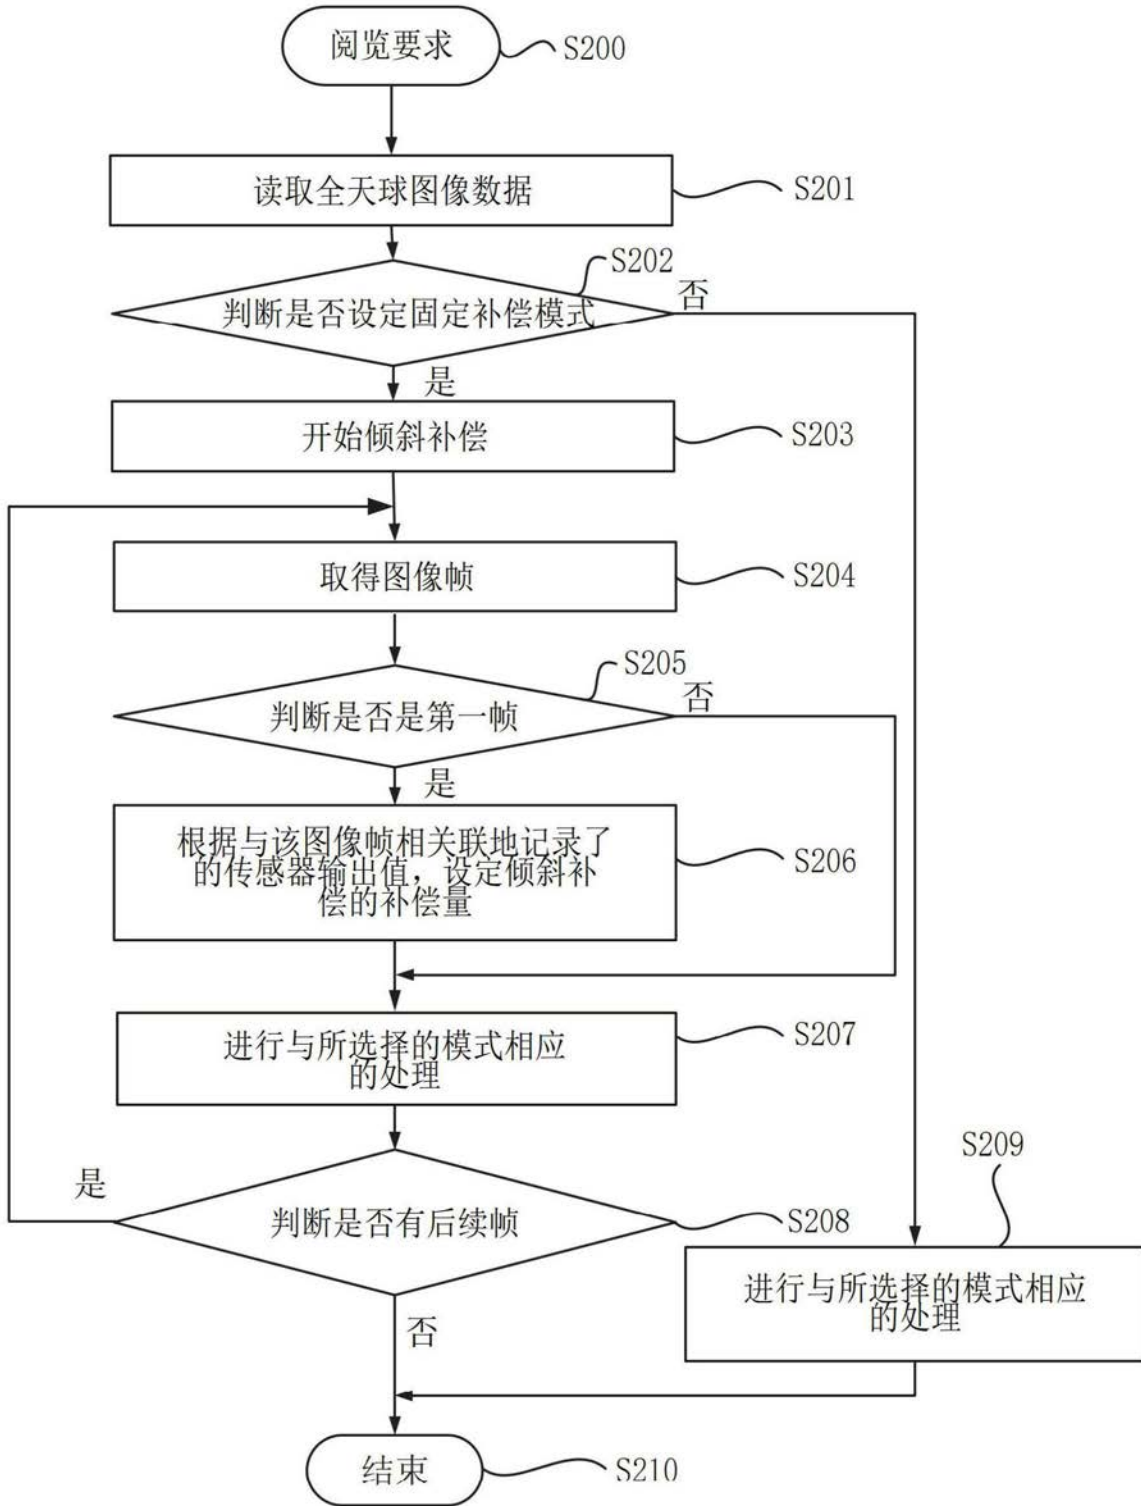 阅览要求
S200
读取全天球图像数据
S201
S202
判断是否设定固定补偿模式
否
是
开始倾斜补偿
S203
取得图像帧
S204
S205
判断是否是第一帧
否
是
根据与该图像帧相关联地记录了
的传感器输出值，设定倾斜补
偿的补偿量
S206
进行与所选择的模式相应
的处理
S207
是
判断是否有后续帧
S208
否
S209
进行与所选择的模式相应
的处理
结束
S210